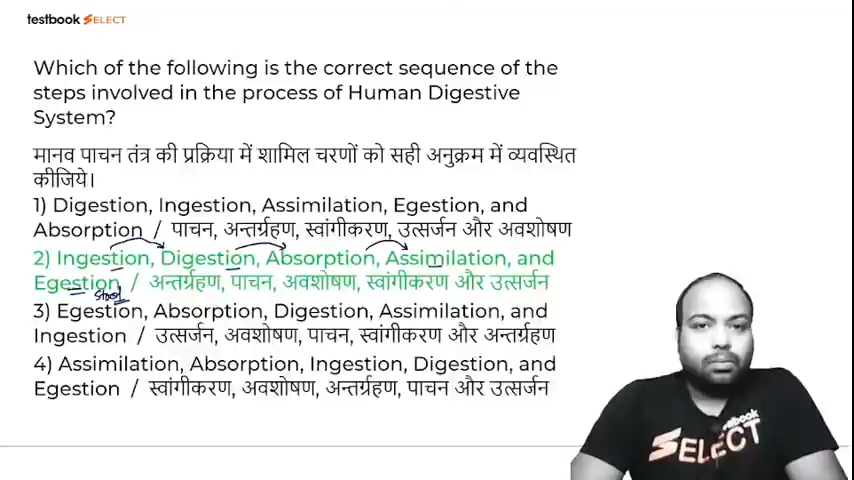 testbook SELECT
Which of the following is the correct sequence of the
steps involved in the process of Human Digestive
System?
मानव पाचन तंत्र की प्रक्रिया में शामिल चरणों को सही अनुक्रम में व्यवस्थित
कीजिये।
1) Digestion, Ingestion, Assimilation, Egestion, and
Absorption / पाचन, अन्तर्ग्रहण, स्वांगीकरण, उत्सर्जन और अवशोषण
2) Ingestion, Digestion, Absorption, Assimilation, and
Egestion / अन्तर्ग्रहण, पाचन, अवशोषण, स्वांगीकरण और उत्सर्जन
stool
3) Egestion, Absorption, Digestion, Assimilation, and
Ingestion / उत्सर्जन, अवशोषण, पाचन, स्वांगीकरण और अन्तर्ग्रहण
4) Assimilation, Absorption, Ingestion, Digestion, and
Egestion / स्वांगीकरण, अवशोषण, अन्तर्ग्रहण, पाचन और उत्सर्जन
testbook
SELECT